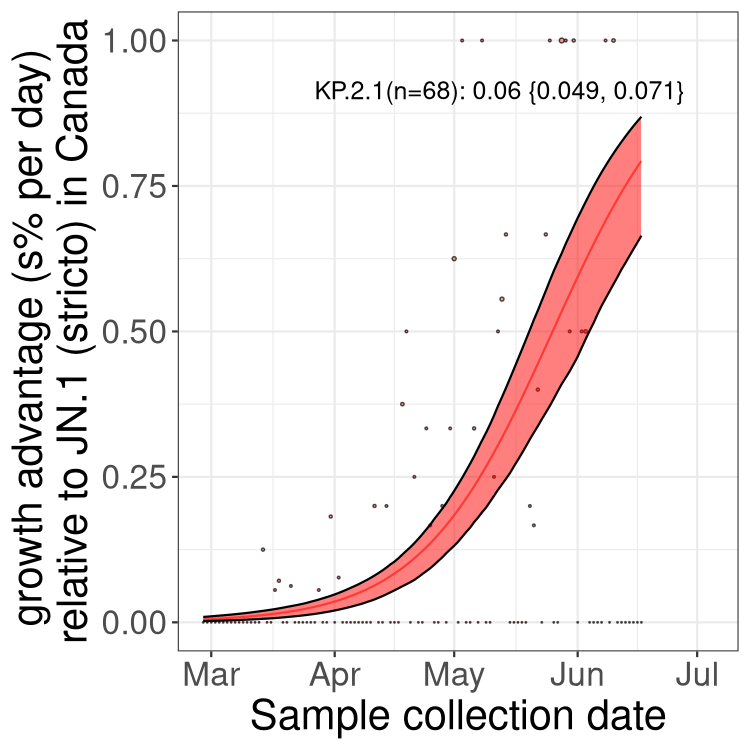 growth advantage (s% per day)
relative to JN.1 (stricto) in Canada
1.00
0.75
0.50
0.25
0.00
KP.2.1(n=68): 0.06 {0.049, 0.071}
Mar Apr May Jun Jul
Sample collection date